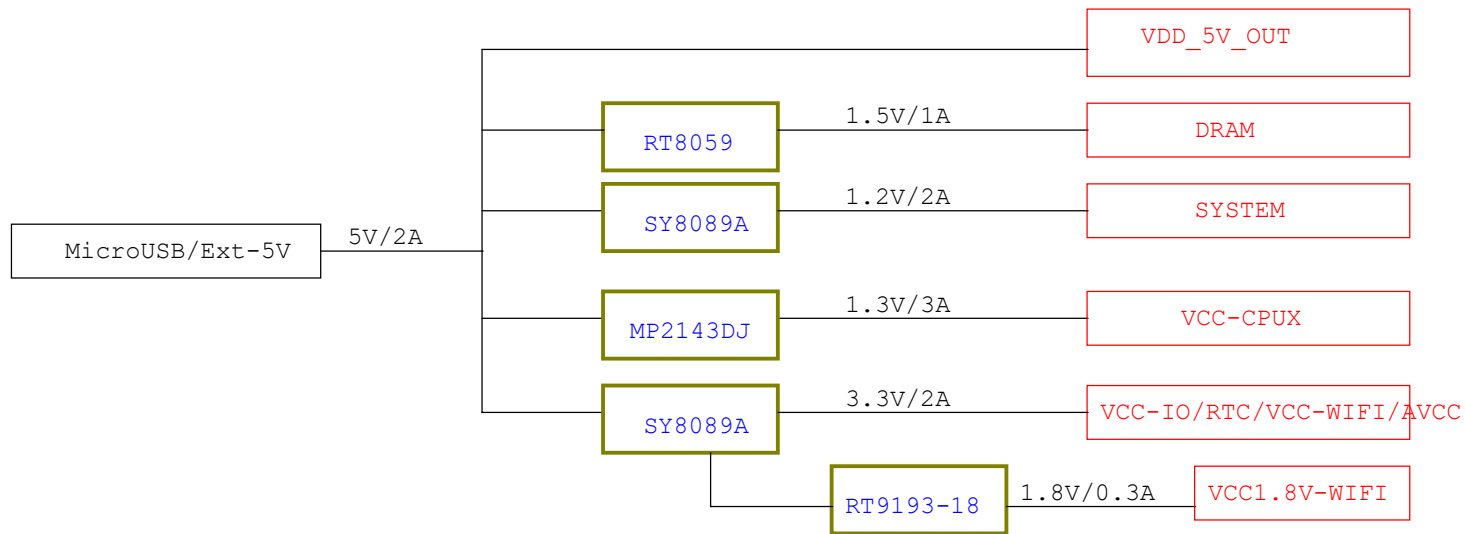 VDD_5V_OUT
1.5V/1A
RT8059
DRAM
1.2V/2A
SY8089A
SYSTEM
MicroUSB/Ext-5V
5V/2A
1.3V/3A
MP2143DJ
VCC-CPUX
3.3V/2A
SY8089A
VCC-IO/RTC/VCC-WIFI/AVCC
RT9193-18
1.8V/0.3A
VCC1.8V-WIFI